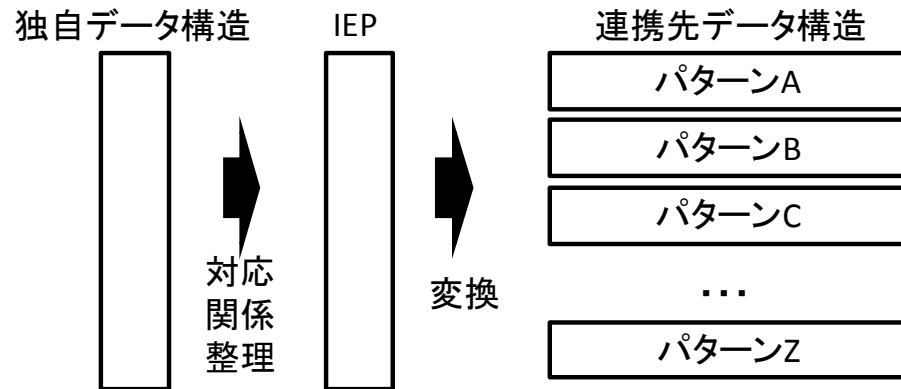 独自データ構造
IEP
連携先データ構造
パターンA
パターンB
パターンC
対応
関係
整理
変換
...
パターンZ